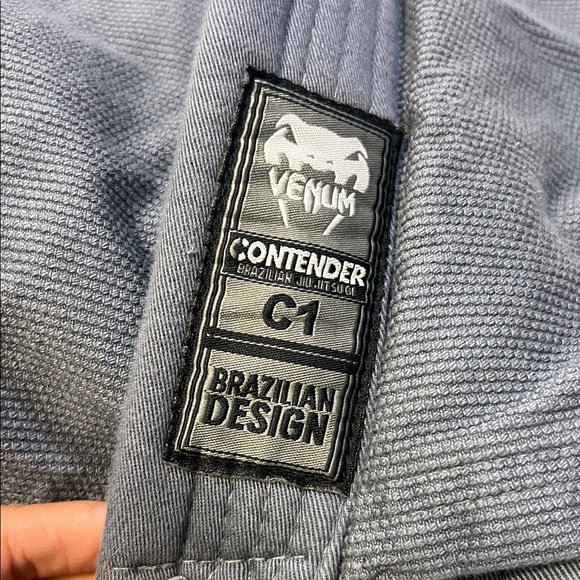 VENUM
CONTENDER
BRAZILIAN JIU-JITSU GI
C1
BRAZILIAN
DESIGN